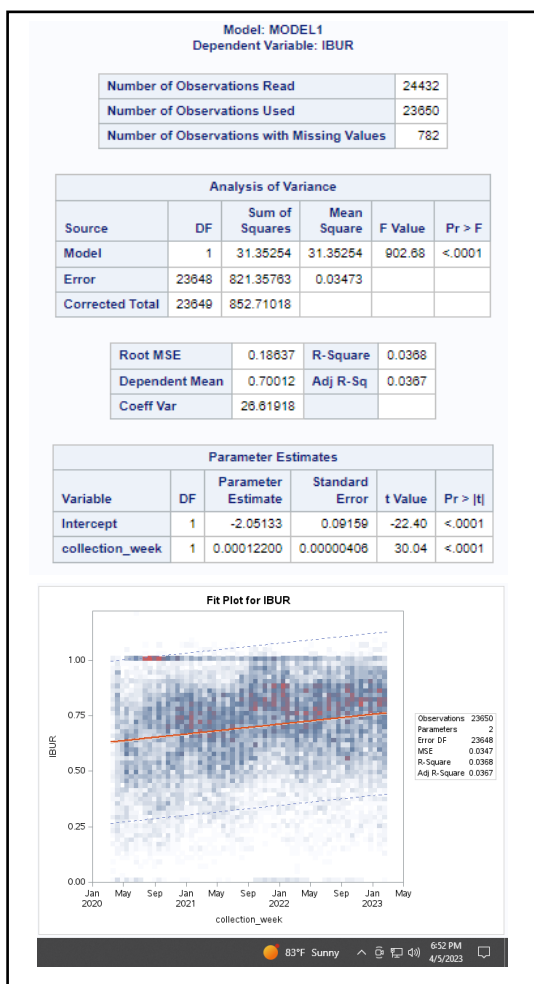 Model: MODEL1
Dependent Variable: IBUR
Number of Observations Read 24432
Number of Observations Used 23650
Number of Observations with Missing Values 782
Analysis of Variance
Source DF Sum of Squares Mean Square F Value Pr > F
Model 1 31.35254 31.35254 902.68 <.0001
Error 23648 821.35763 0.03473
Corrected Total 23649 852.71018
Root MSE 0.18637 R-Square 0.0368
Dependent Mean 0.70012 Adj R-Sq 0.0367
Coeff Var 26.61918
Parameter Estimates
Variable DF Parameter Estimate Standard Error t Value Pr > |t|
Intercept 1 -2.05133 0.09159 -22.40 <.0001
collection_week 1 0.00012200 0.00000406 30.04 <.0001
Fit Plot for IBUR
1.00
0.75
0.50
0.25
0.00
IBUR
Jan 2020 May Sep Jan 2021 May Sep Jan 2022 May Sep Jan 2023 May
collection_week
Observations 23650
Parameters 2
Error DF 23648
MSE 0.0347
R-Square 0.0368
Adj R-Square 0.0367
83°F Sunny
6:52 PM
4/5/2023